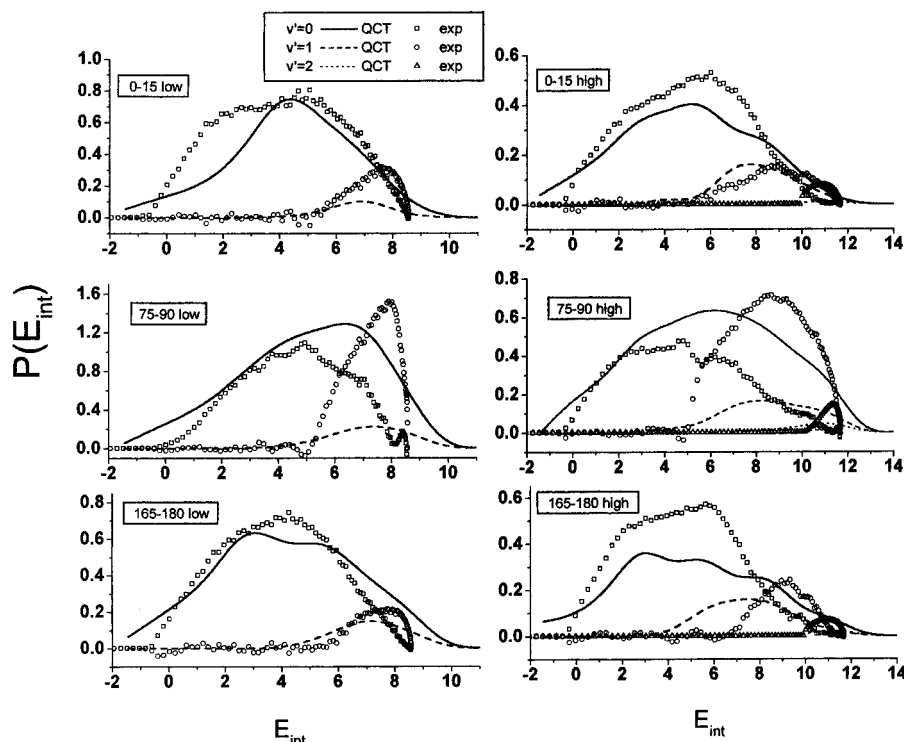 v'=0 QCT exp
v'=1 QCT exp
v'=2 QCT exp
P(E_int)
0-15 low
1.0
0.8
0.6
0.4
0.2
0.0
-2 0 2 4 6 8 10
0-15 high
0.6
0.4
0.2
0.0
-2 0 2 4 6 8 10 12 14
75-90 low
1.6
1.2
0.8
0.4
0.0
-2 0 2 4 6 8 10
75-90 high
0.8
0.6
0.4
0.2
0.0
-2 0 2 4 6 8 10 12 14
165-180 low
0.8
0.6
0.4
0.2
0.0
-2 0 2 4 6 8 10
E_int
165-180 high
0.6
0.4
0.2
0.0
-2 0 2 4 6 8 10 12 14
E_int